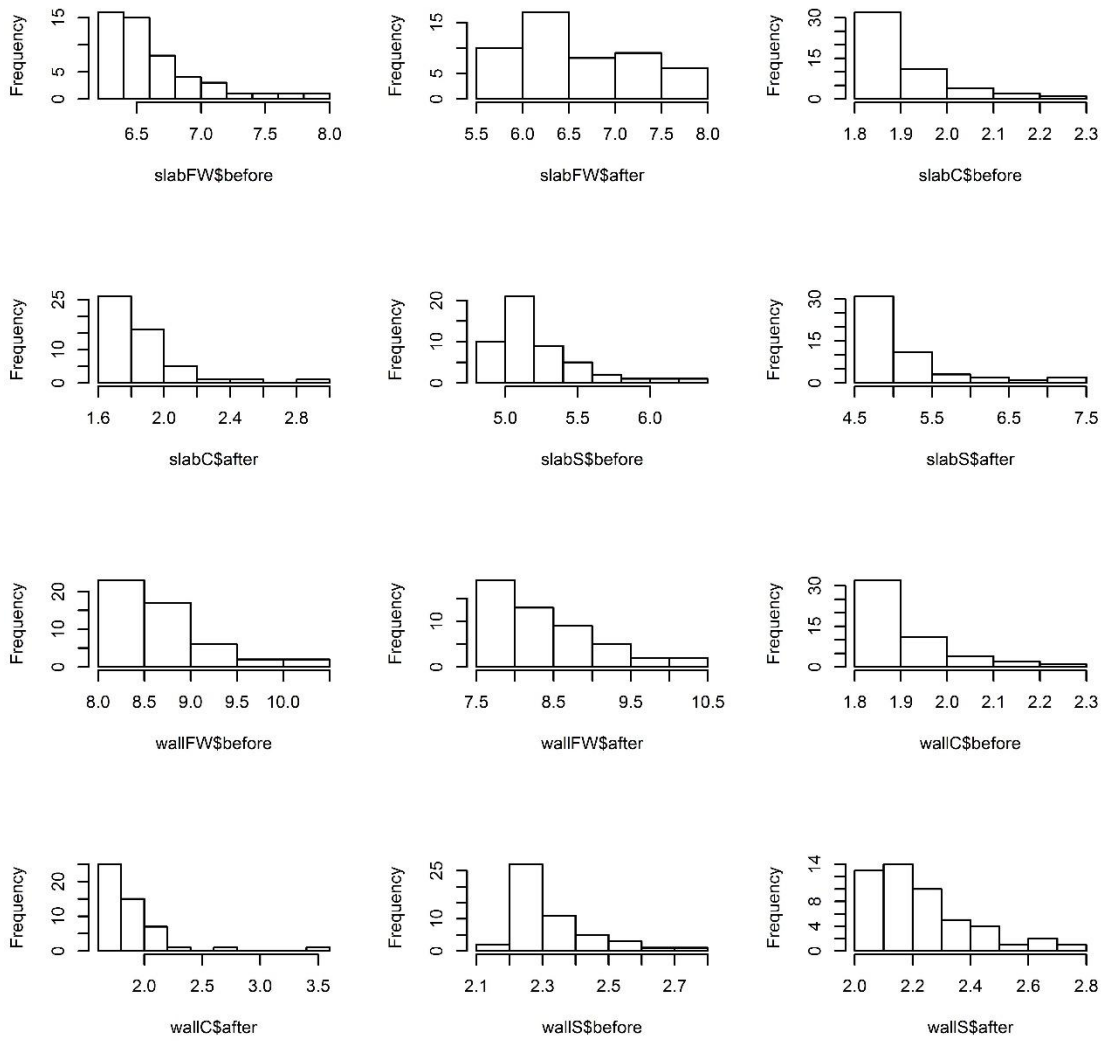 Frequency
0 5 15
6.5 7.0 7.5 8.0
slabFW$before
Frequency
0 5 15
5.5 6.0 6.5 7.0 7.5 8.0
slabFW$after
Frequency
0 15 30
1.8 1.9 2.0 2.1 2.2 2.3
slabC$before
Frequency
0 10 25
1.6 2.0 2.4 2.8
slabC$after
Frequency
0 10 20
5.0 5.5 6.0
slabS$before
Frequency
0 15 30
4.5 5.5 6.5 7.5
slabS$after
Frequency
0 10 20
8.0 8.5 9.0 9.5 10.0
wallFW$before
Frequency
0 10
7.5 8.5 9.5 10.5
wallFW$after
Frequency
0 15 30
1.8 1.9 2.0 2.1 2.2 2.3
wallC$before
Frequency
0 10 20
2.0 2.5 3.0 3.5
wallC$after
Frequency
0 10 25
2.1 2.3 2.5 2.7
wallS$before
Frequency
0 4 8 14
2.0 2.2 2.4 2.6 2.8
wallS$after